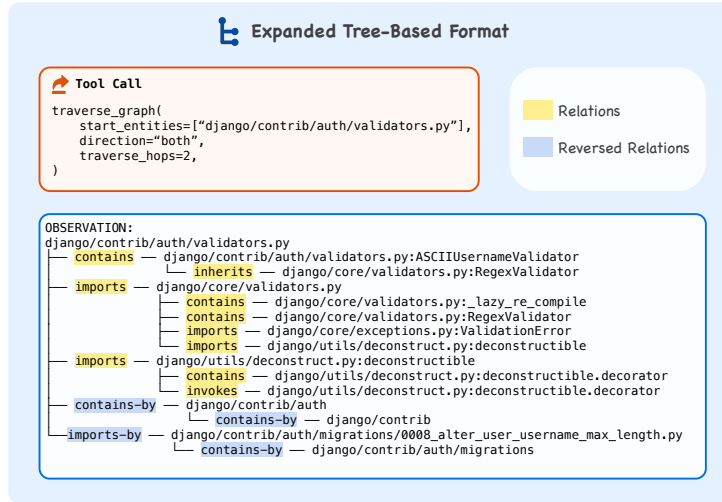 Expanded Tree-Based Format
Tool Call
traverse_graph(
    start_entities=["django/contrib/auth/validators.py"],
    direction="both",
    traverse_hops=2,
)
Relations
Reversed Relations
OBSERVATION:
django/contrib/auth/validators.py
├── contains ── django/contrib/auth/validators.py:ASCIIUsernameValidator
│               └── inherits ── django/core/validators.py:RegexValidator
├── imports ── django/core/validators.py
│              ├── contains ── django/core/validators.py:_lazy_re_compile
│              ├── contains ── django/core/validators.py:RegexValidator
│              ├── imports ── django/core/exceptions.py:ValidationError
│              └── imports ── django/utils/deconstruct.py:deconstructible
├── imports ── django/utils/deconstruct.py:deconstructible
│              ├── contains ── django/utils/deconstruct.py:deconstructible.decorator
│              └── invokes ── django/utils/deconstruct.py:deconstructible.decorator
├── contains-by ── django/contrib/auth
│                  └── contains-by ── django/contrib
└──imports-by ── django/contrib/auth/migrations/0008_alter_user_username_max_length.py
                 └── contains-by ── django/contrib/auth/migrations